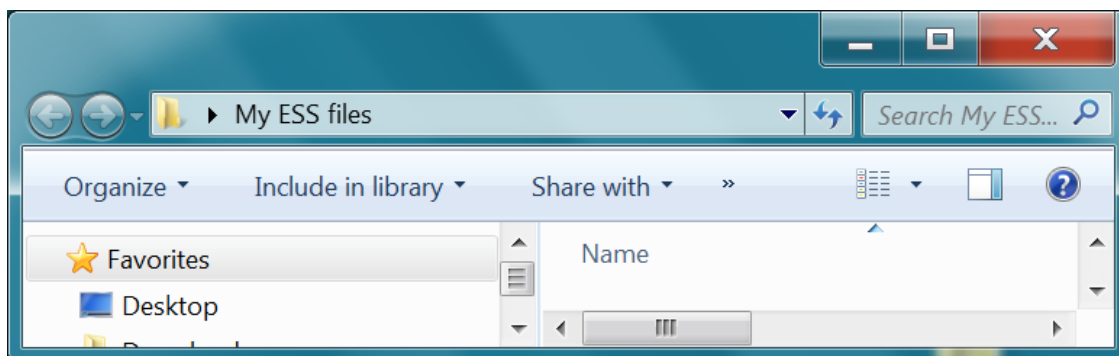 My ESS files
Search My ESS...
Organize
Include in library
Share with
»
Favorites
Name
Desktop